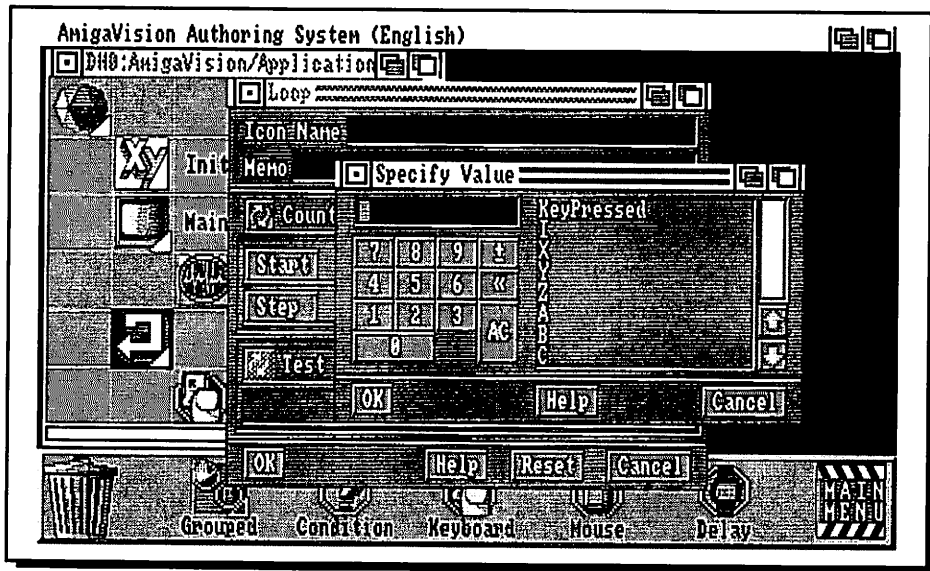 AmigaVision Authoring System (English)
DH0:AmigaVision/Application
Loop
Icon Name
Init
Memo
Specify Value
Main
Count
KeyPressed
I
X
XY
Y
Z
A
B
C
7 8 9 ±
Start
4 5 6 «
Step
1 2 3 AC
0
Test
OK Help Cancel
OK Help Reset Cancel
Grouped Condition Keyboard Mouse Delay
MAIN MENU